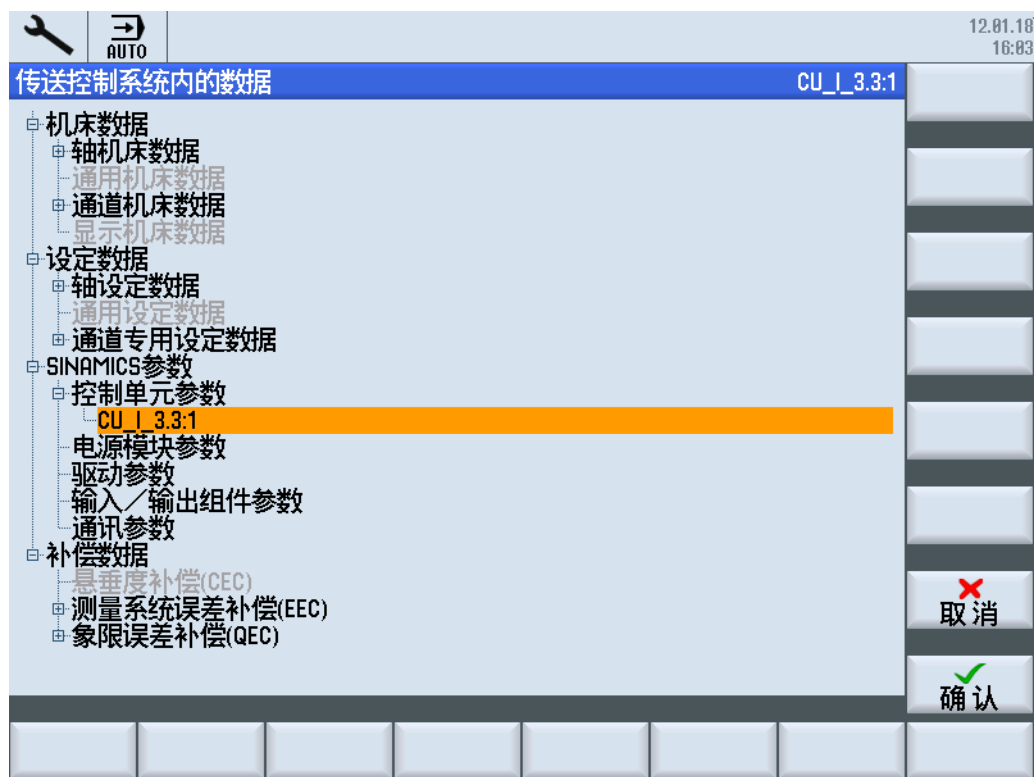 AUTO
12.01.18
16:03
传送控制系统内的数据 CU_I_3.3:1
机床数据
轴机床数据
通用机床数据
通道机床数据
显示机床数据
设定数据
轴设定数据
通用设定数据
通道专用设定数据
SINAMICS参数
控制单元参数
CU_I_3.3:1
电源模块参数
驱动参数
输入／输出组件参数
通讯参数
补偿数据
悬垂度补偿(CEC)
测量系统误差补偿(EEC)
象限误差补偿(QEC)
取消
确认